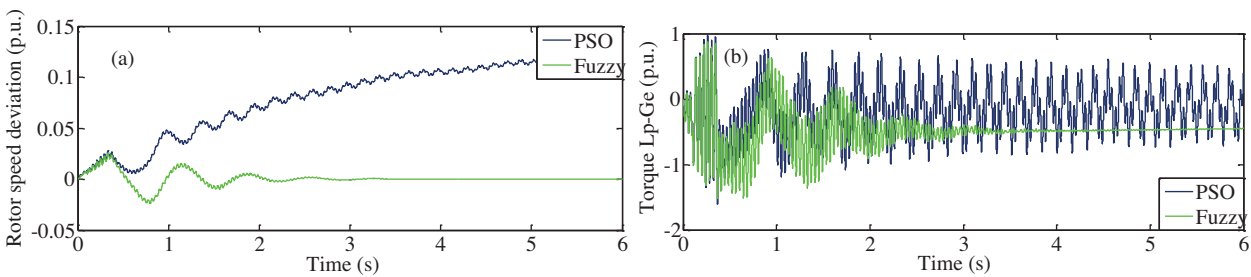 Rotor speed deviation (p.u.)
0.15
0.1
0.05
0
-0.05
(a)
PSO
Fuzzy
0 1 2 3 4 5 6
Time (s)
Torque Lp-Ge (p.u.)
1
0
-1
-2
(b)
PSO
Fuzzy
0 1 2 3 4 5 6
Time (s)